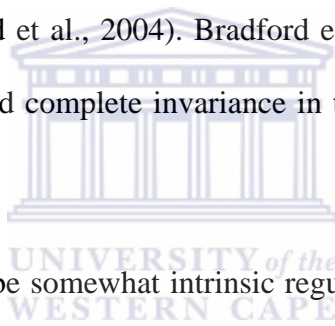 d et al., 2004). Bradford e
d complete invariance in t
UNIVERSITY of the
be somewhat intrinsic regu
WESTERN CAPE